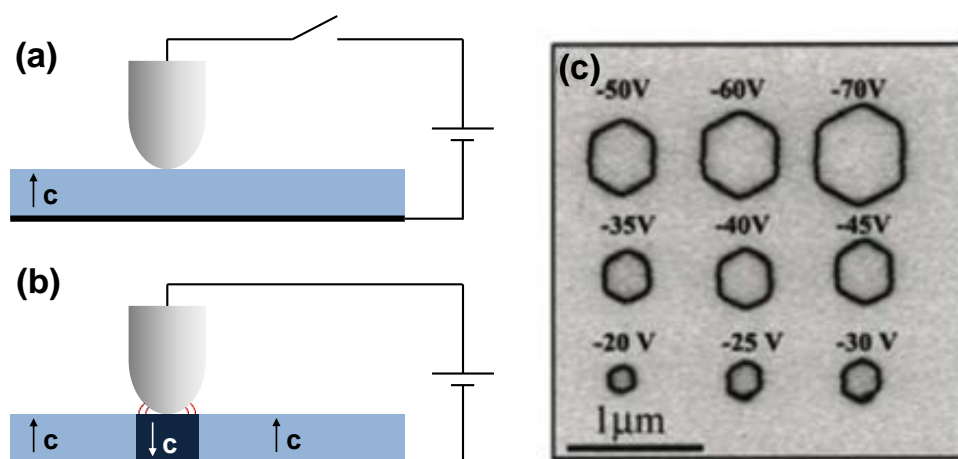 (a)
c
(b)
c
c
c
(c)
-50V -60V -70V
-35V -40V -45V
-20 V -25 V -30 V
1μm